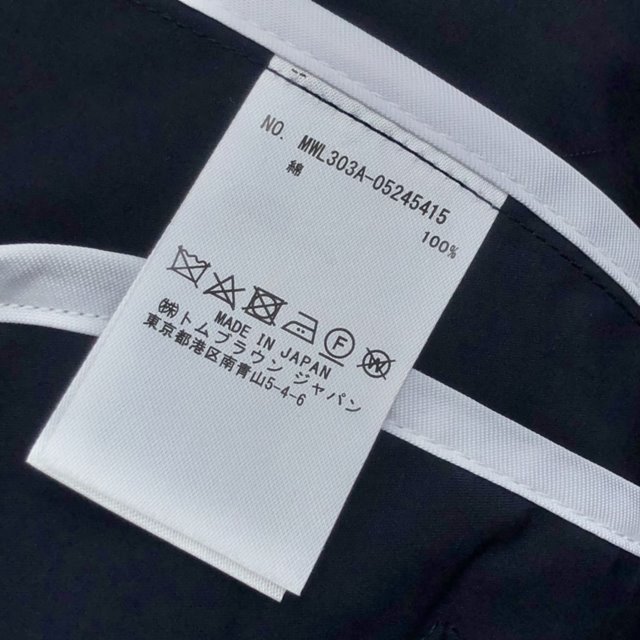 NO. MWL303A-05245415
綿 100%
F W
MADE IN JAPAN
㈱トムブラウン ジャパン
東京都港区南青山5-4-6